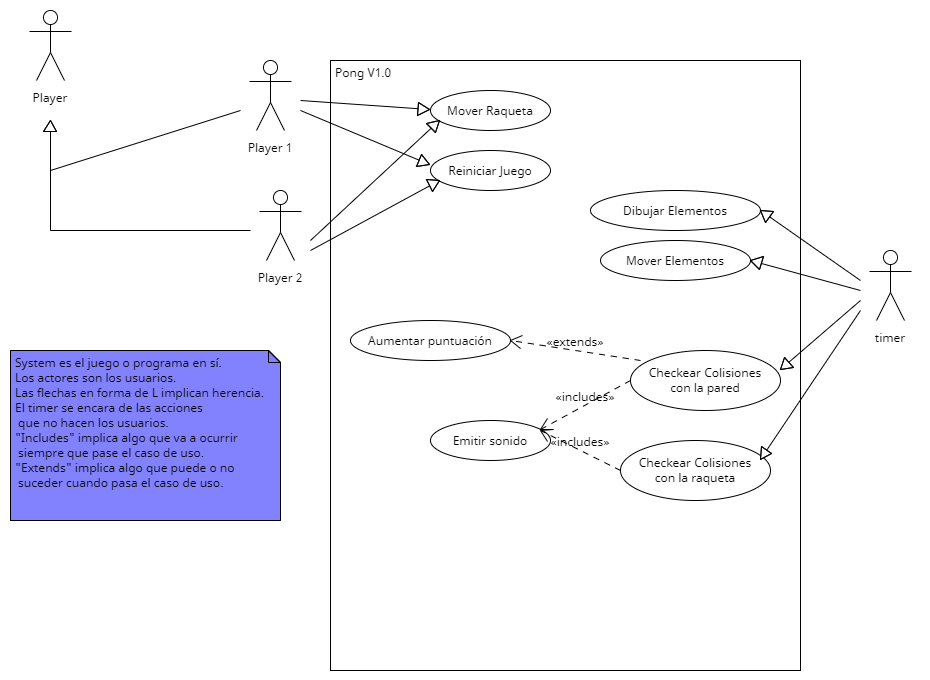 Player
Player 1
Player 2
Pong V1.0
Mover Raqueta
Reiniciar Juego
Dibujar Elementos
Mover Elementos
timer
Aumentar puntuación
«extends»
Checkear Colisiones
con la pared
«includes»
Emitir sonido
«includes»
Checkear Colisiones
con la raqueta
System es el juego o programa en sí.
Los actores son los usuarios.
Las flechas en forma de L implican herencia.
El timer se encara de las acciones
que no hacen los usuarios.
"Includes" implica algo que va a ocurrir
siempre que pase el caso de uso.
"Extends" implica algo que puede o no
suceder cuando pasa el caso de uso.